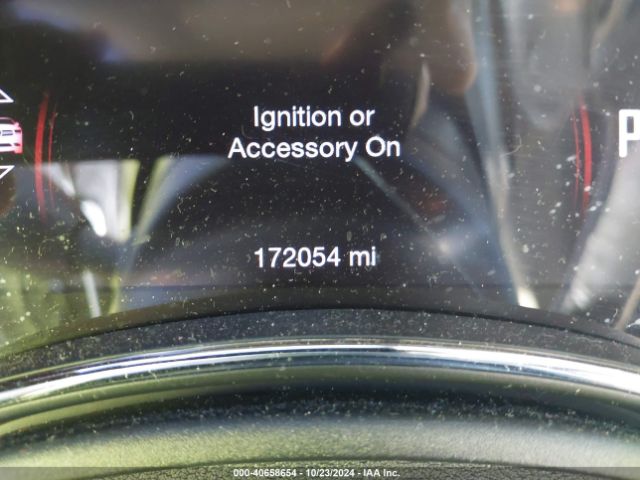 Ignition or
Accessory On
P
172054 mi
000-40658654 | 10/23/2024 | IAA Inc.